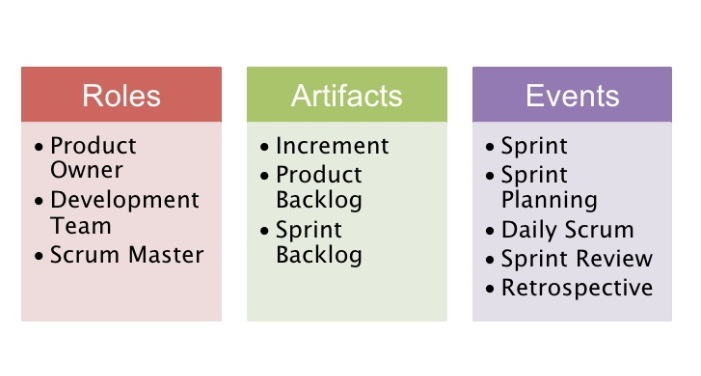 Roles
• Product
Owner
• Development
Team
• Scrum Master
Artifacts
• Increment
• Product
Backlog
• Sprint
Backlog
Events
• Sprint
• Sprint
Planning
• Daily Scrum
• Sprint Review
• Retrospective